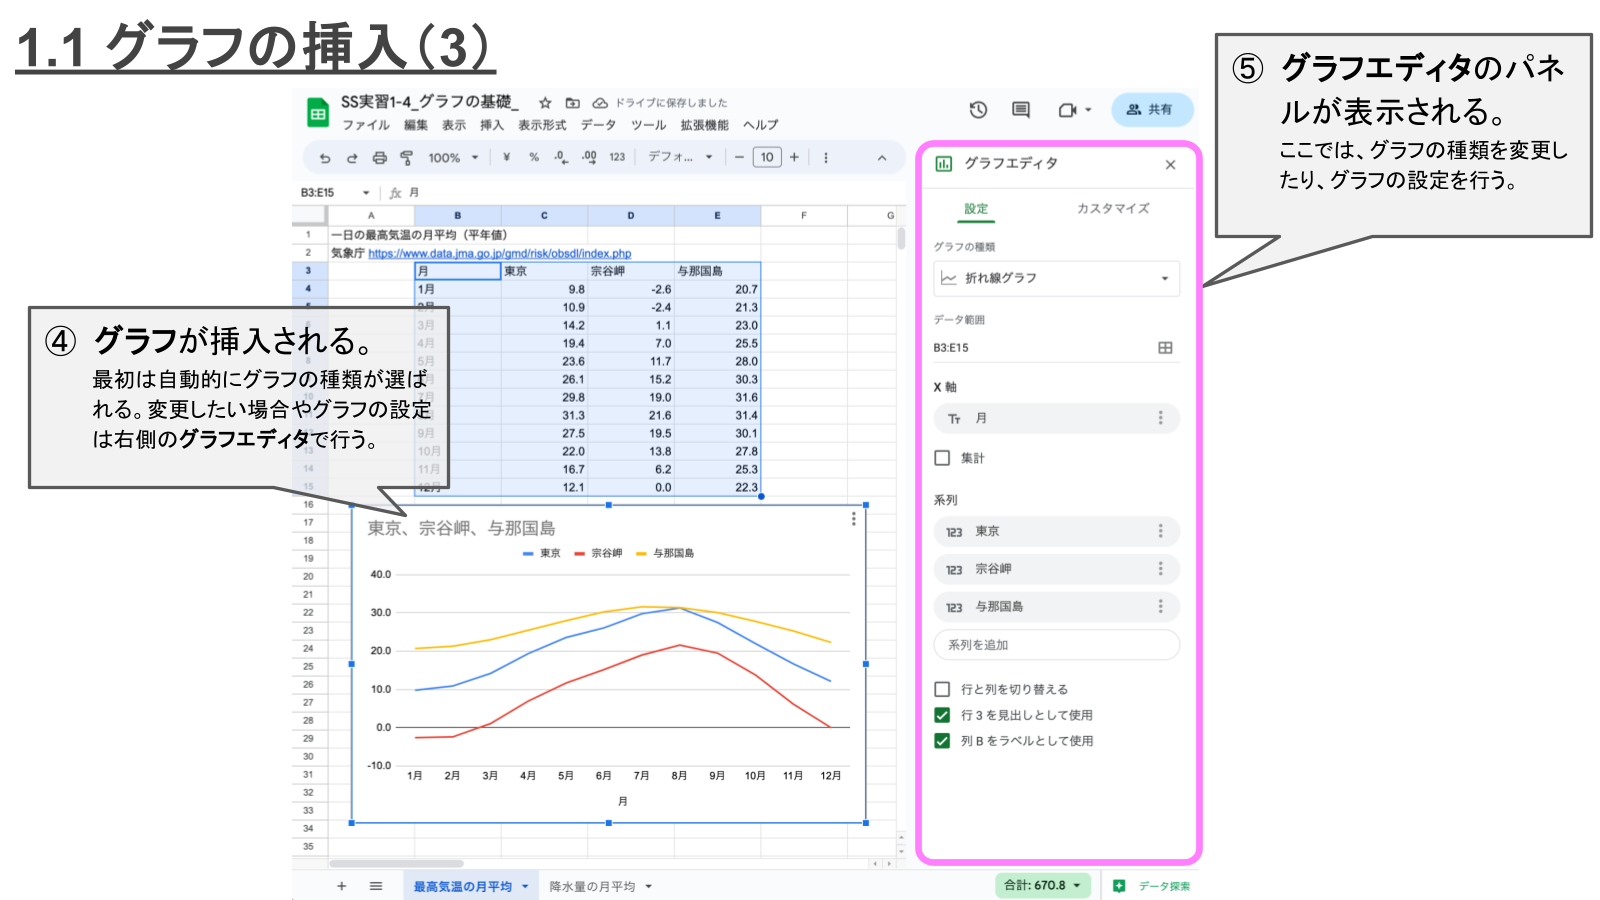 1.1 グラフの挿入（3）
⑤ グラフエディタのパネ
ルが表示される。
ここでは、グラフの種類を変更し
たり、グラフの設定を行う。
SS実習1-4_グラフの基礎_ ドライブに保存しました
ファイル 編集 表示 挿入 表示形式 データ ツール 拡張機能 ヘルプ
共有
100% ¥ % .0 .00 123 デフォ... − 10 +
B3:E15 fx 月
A B C D E F G
1 一日の最高気温の月平均（平年値）
2 気象庁 https://www.data.jma.go.jp/gmd/risk/obsdl/index.php
3 月 東京 宗谷岬 与那国島
4 1月 9.8 -2.6 20.7
2月 10.9 -2.4 21.3
3月 14.2 1.1 23.0
4月 19.4 7.0 25.5
5月 23.6 11.7 28.0
26.1 15.2 30.3
7月 29.8 19.0 31.6
31.3 21.6 31.4
9月 27.5 19.5 30.1
13 10月 22.0 13.8 27.8
14 11月 16.7 6.2 25.3
15 12月 12.1 0.0 22.3
④ グラフが挿入される。
最初は自動的にグラフの種類が選ば
れる。変更したい場合やグラフの設定
は右側のグラフエディタで行う。
16
17
18
19
20
21
22
23
24
25
26
27
28
29
30
31
32
33
34
35
東京、宗谷岬、与那国島
東京 宗谷岬 与那国島
40.0
30.0
20.0
10.0
0.0
-10.0
1月 2月 3月 4月 5月 6月 7月 8月 9月 10月 11月 12月
月
グラフエディタ
設定 カスタマイズ
グラフの種類
折れ線グラフ
データ範囲
B3:E15
X 軸
Tт 月
集計
系列
123 東京
123 宗谷岬
123 与那国島
系列を追加
行と列を切り替える
行 3 を見出しとして使用
列 B をラベルとして使用
+ 最高気温の月平均 降水量の月平均
合計: 670.8 データ探索